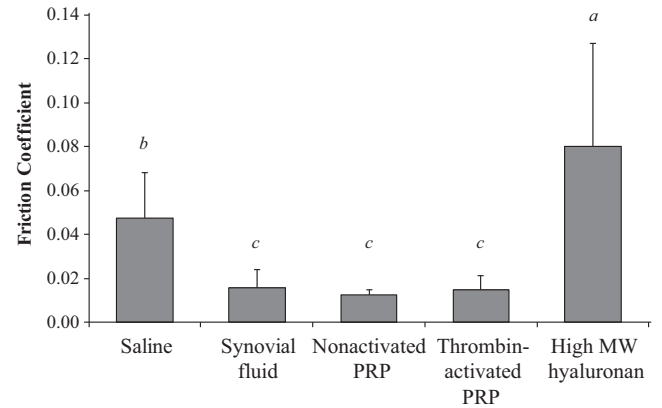 0.14
0.12
0.10
0.08
0.06
0.04
0.02
0.00
Friction Coefficient
b
c
c
c
a
Saline
Synovial
fluid
Nonactivated
PRP
Thrombin-
activated
PRP
High MW
hyaluronan